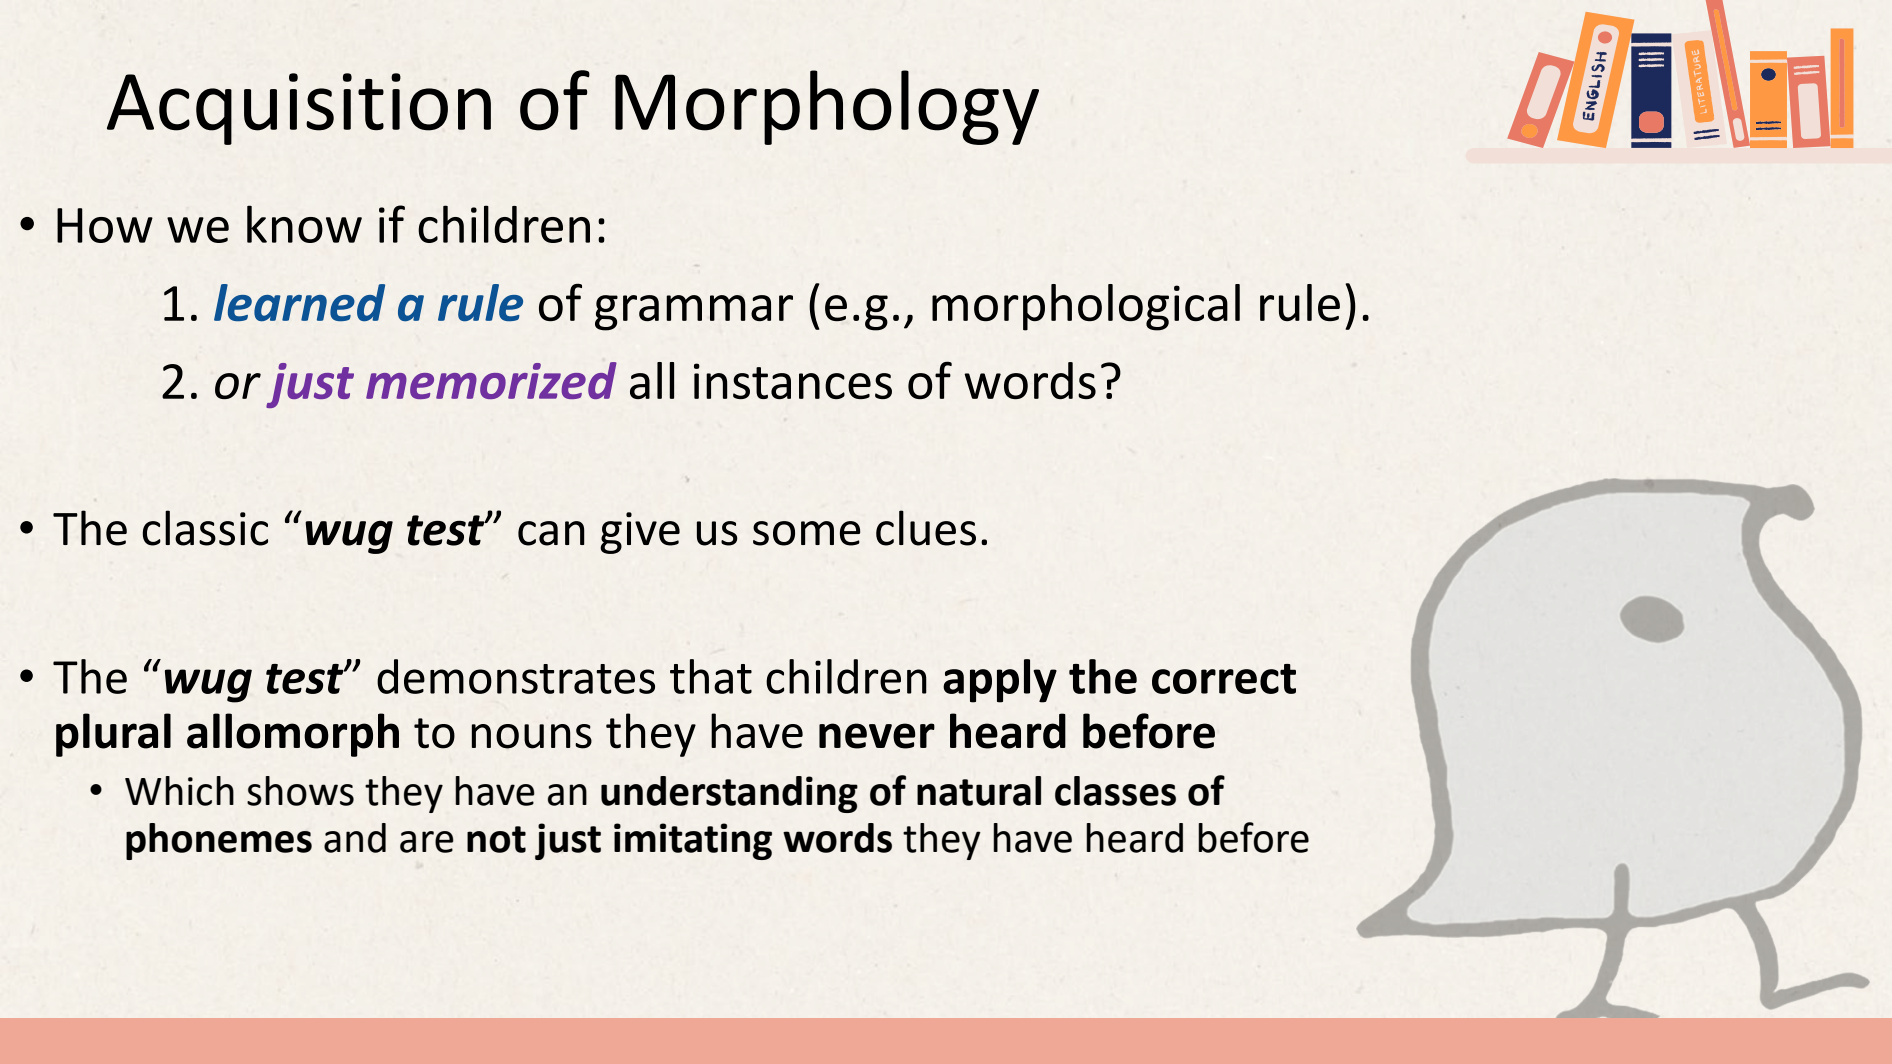 Acquisition of Morphology
ENGLISH
LITERATURE
• How we know if children:
1. learned a rule of grammar (e.g., morphological rule).
2. or just memorized all instances of words?
• The classic “wug test” can give us some clues.
• The “wug test” demonstrates that children apply the correct
plural allomorph to nouns they have never heard before
• Which shows they have an understanding of natural classes of
phonemes and are not just imitating words they have heard before